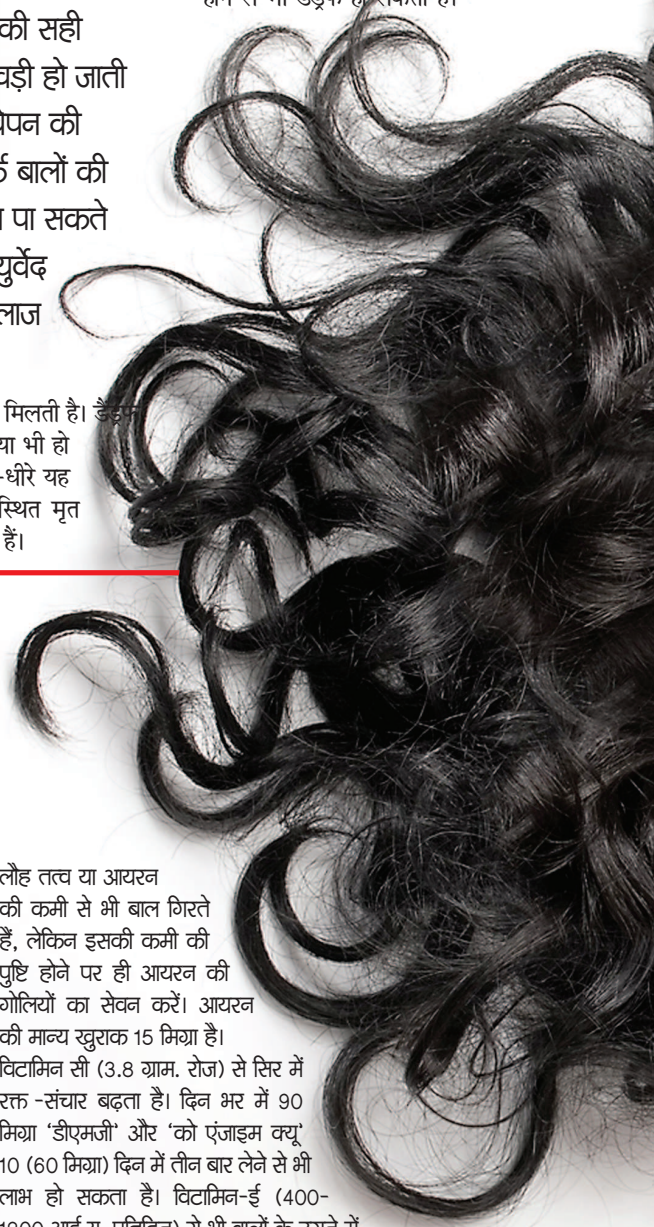 की सही
हो जाती
की
बालों की
पा सकते
लाज
मिलती है। डैंड्रफ
या भी हो
-धीरे यह
स्थित मृत
हैं।
लौह तत्व या आयरन
की कमी से भी बाल गिरते
हैं, लेकिन इसकी कमी की
पुष्टि होने पर ही आयरन की
गोलियों का सेवन करें। आयरन
की मान्य खुराक 15 मिग्रा है।
विटामिन सी (3.8 ग्राम. रोज) से सिर में
रक्त -संचार बढ़ता है। दिन भर में 90
मिग्रा ‘डीएमजी’ और ‘को एंजाइम क्यू’
10 (60 मिग्रा) दिन में तीन बार लेने से भी
लाभ हो सकता है। विटामिन-ई (400-